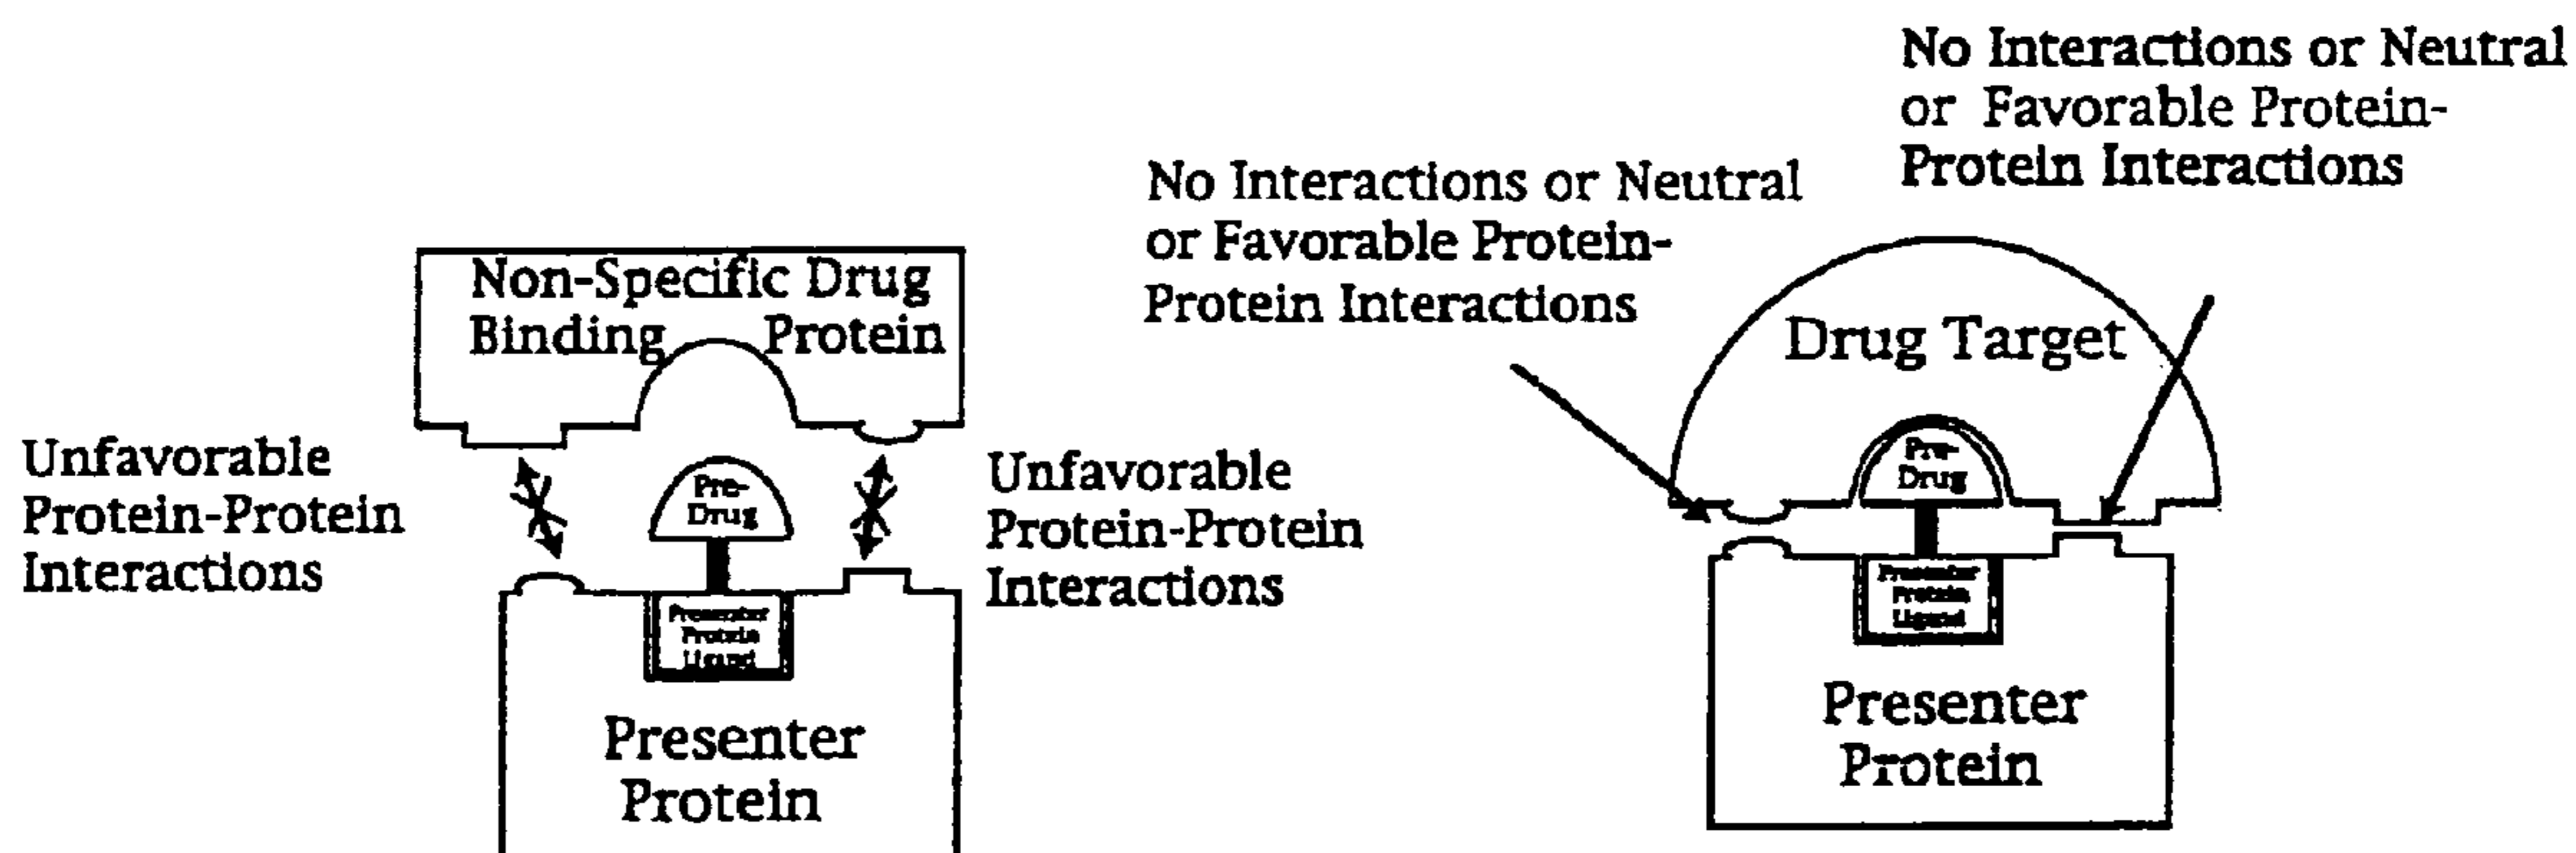 No Interactions or Neutral
or Favorable Protein-
Protein Interactions
No Interactions or Neutral
or Favorable Protein-
Protein Interactions
Non-Specific Drug
Binding Protein
Drug Target
Unfavorable
Protein-Protein
Interactions
Pre-
Drug
Unfavorable
Protein-Protein
Interactions
Pre-
Drug
Presenter
Protein
Ligand
Presenter
Protein
Presenter
Protein
Ligand
Presenter
Protein